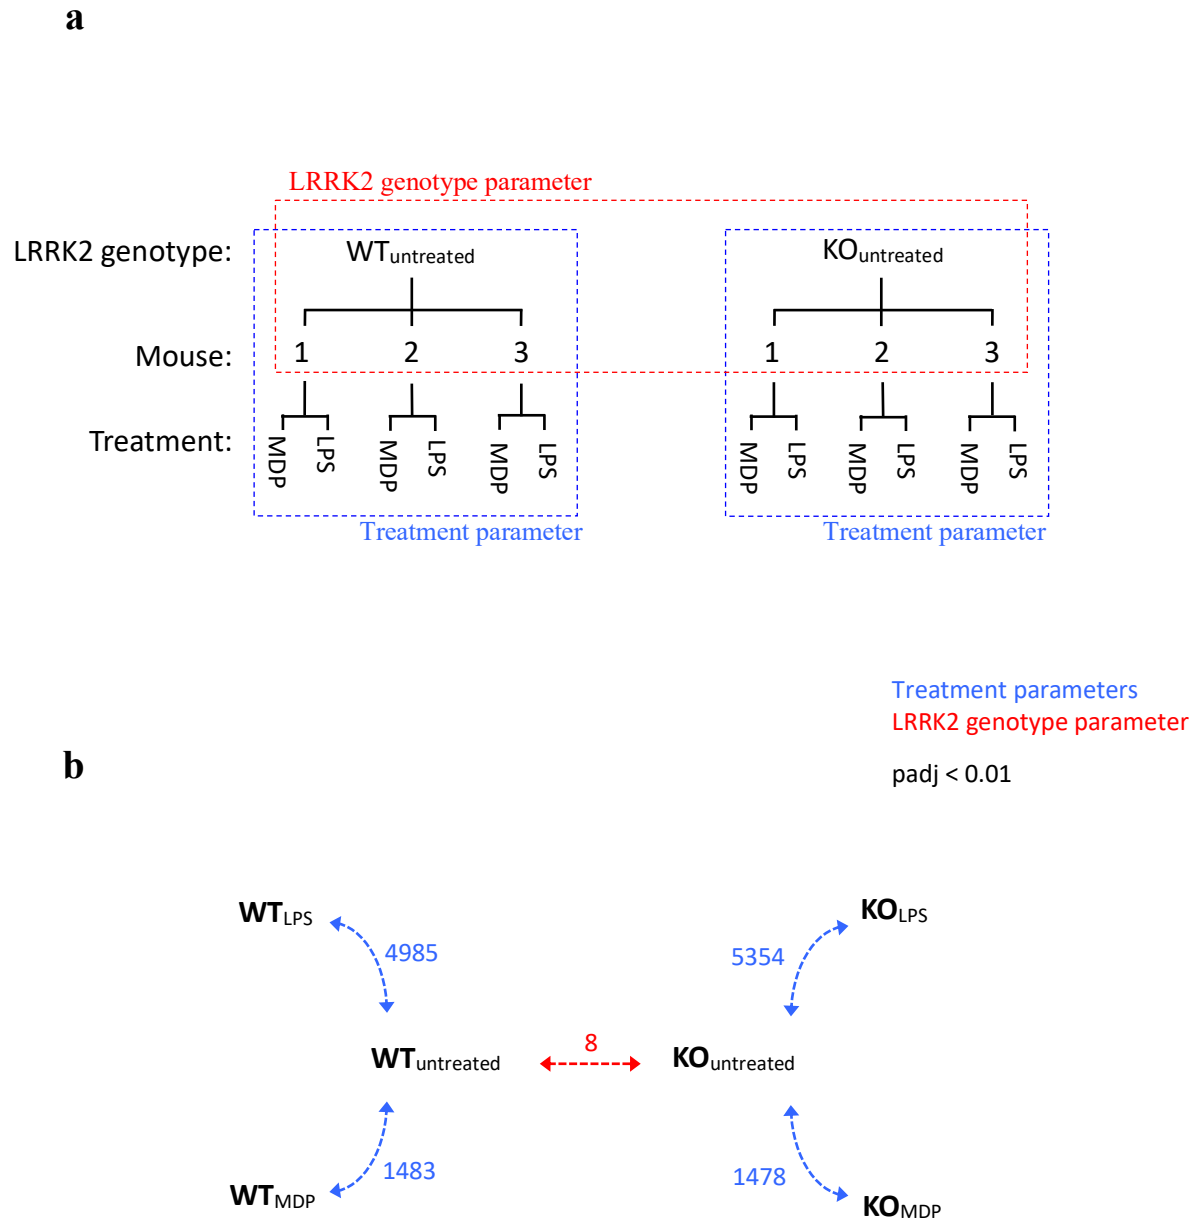 a
LRRK2 genotype parameter
LRRK2 genotype: WTuntreated KOuntreated
Mouse: 1 2 3 1 2 3
Treatment: MDP LPS MDP LPS MDP LPS MDP LPS MDP LPS MDP LPS
Treatment parameter Treatment parameter
Treatment parameters
LRRK2 genotype parameter
b
padj < 0.01
WTLPS KOLPS
4985 5354
8
WTuntreated KOuntreated
1483 1478
WTMDP KOMDP